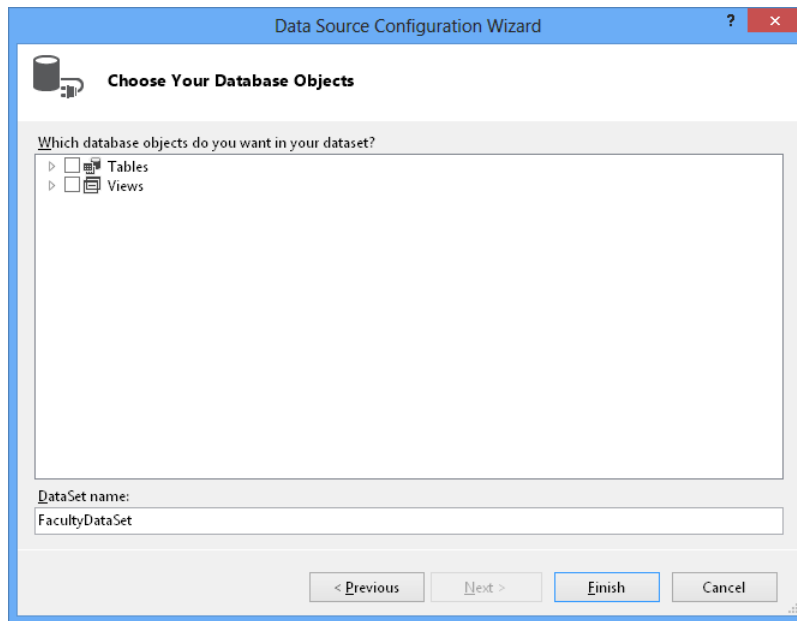 Data Source Configuration Wizard
?
Choose Your Database Objects
Which database objects do you want in your dataset?
Tables
Views
DataSet name:
FacultyDataSet
< Previous Next > Finish Cancel